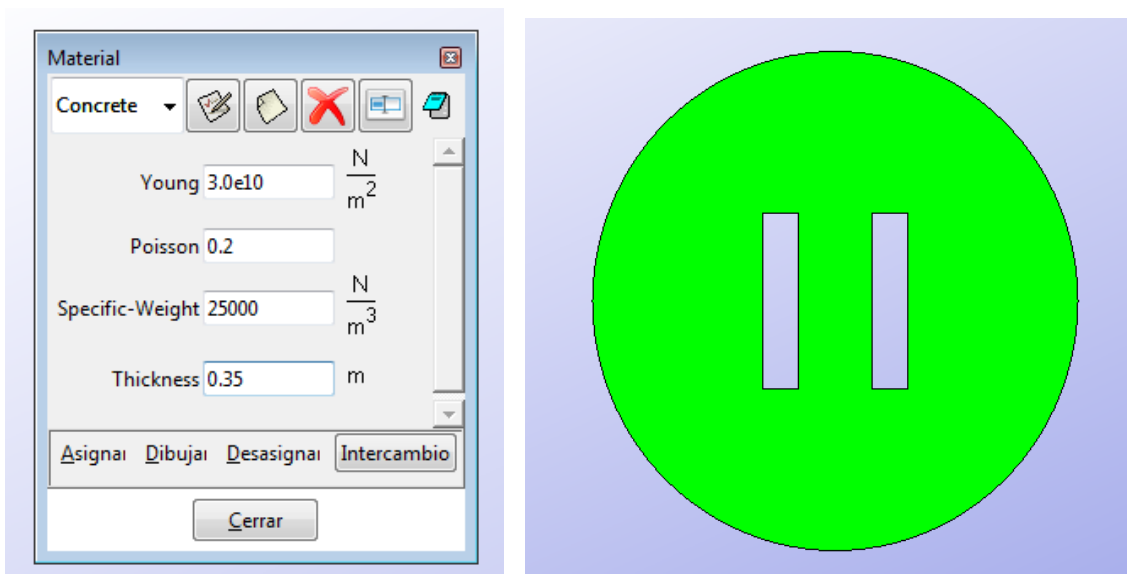 Material
Concrete
Young 3.0e10 N
m2
Poisson 0.2
Specific-Weight 25000 N
m3
Thickness 0.35 m
Asignar Dibujar Desasignar Intercambio
Cerrar